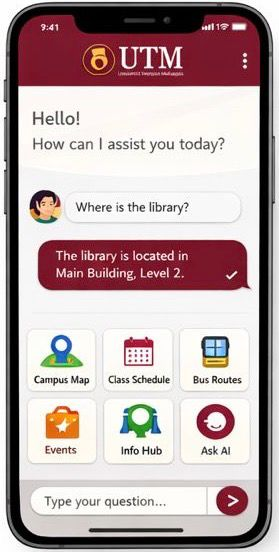 9:41
UTM
Hello!
How can I assist you today?
Where is the library?
The library is located in
Main Building, Level 2.
Campus Map
Class Schedule
Bus Routes
Events
Info Hub
Ask AI
Type your question...